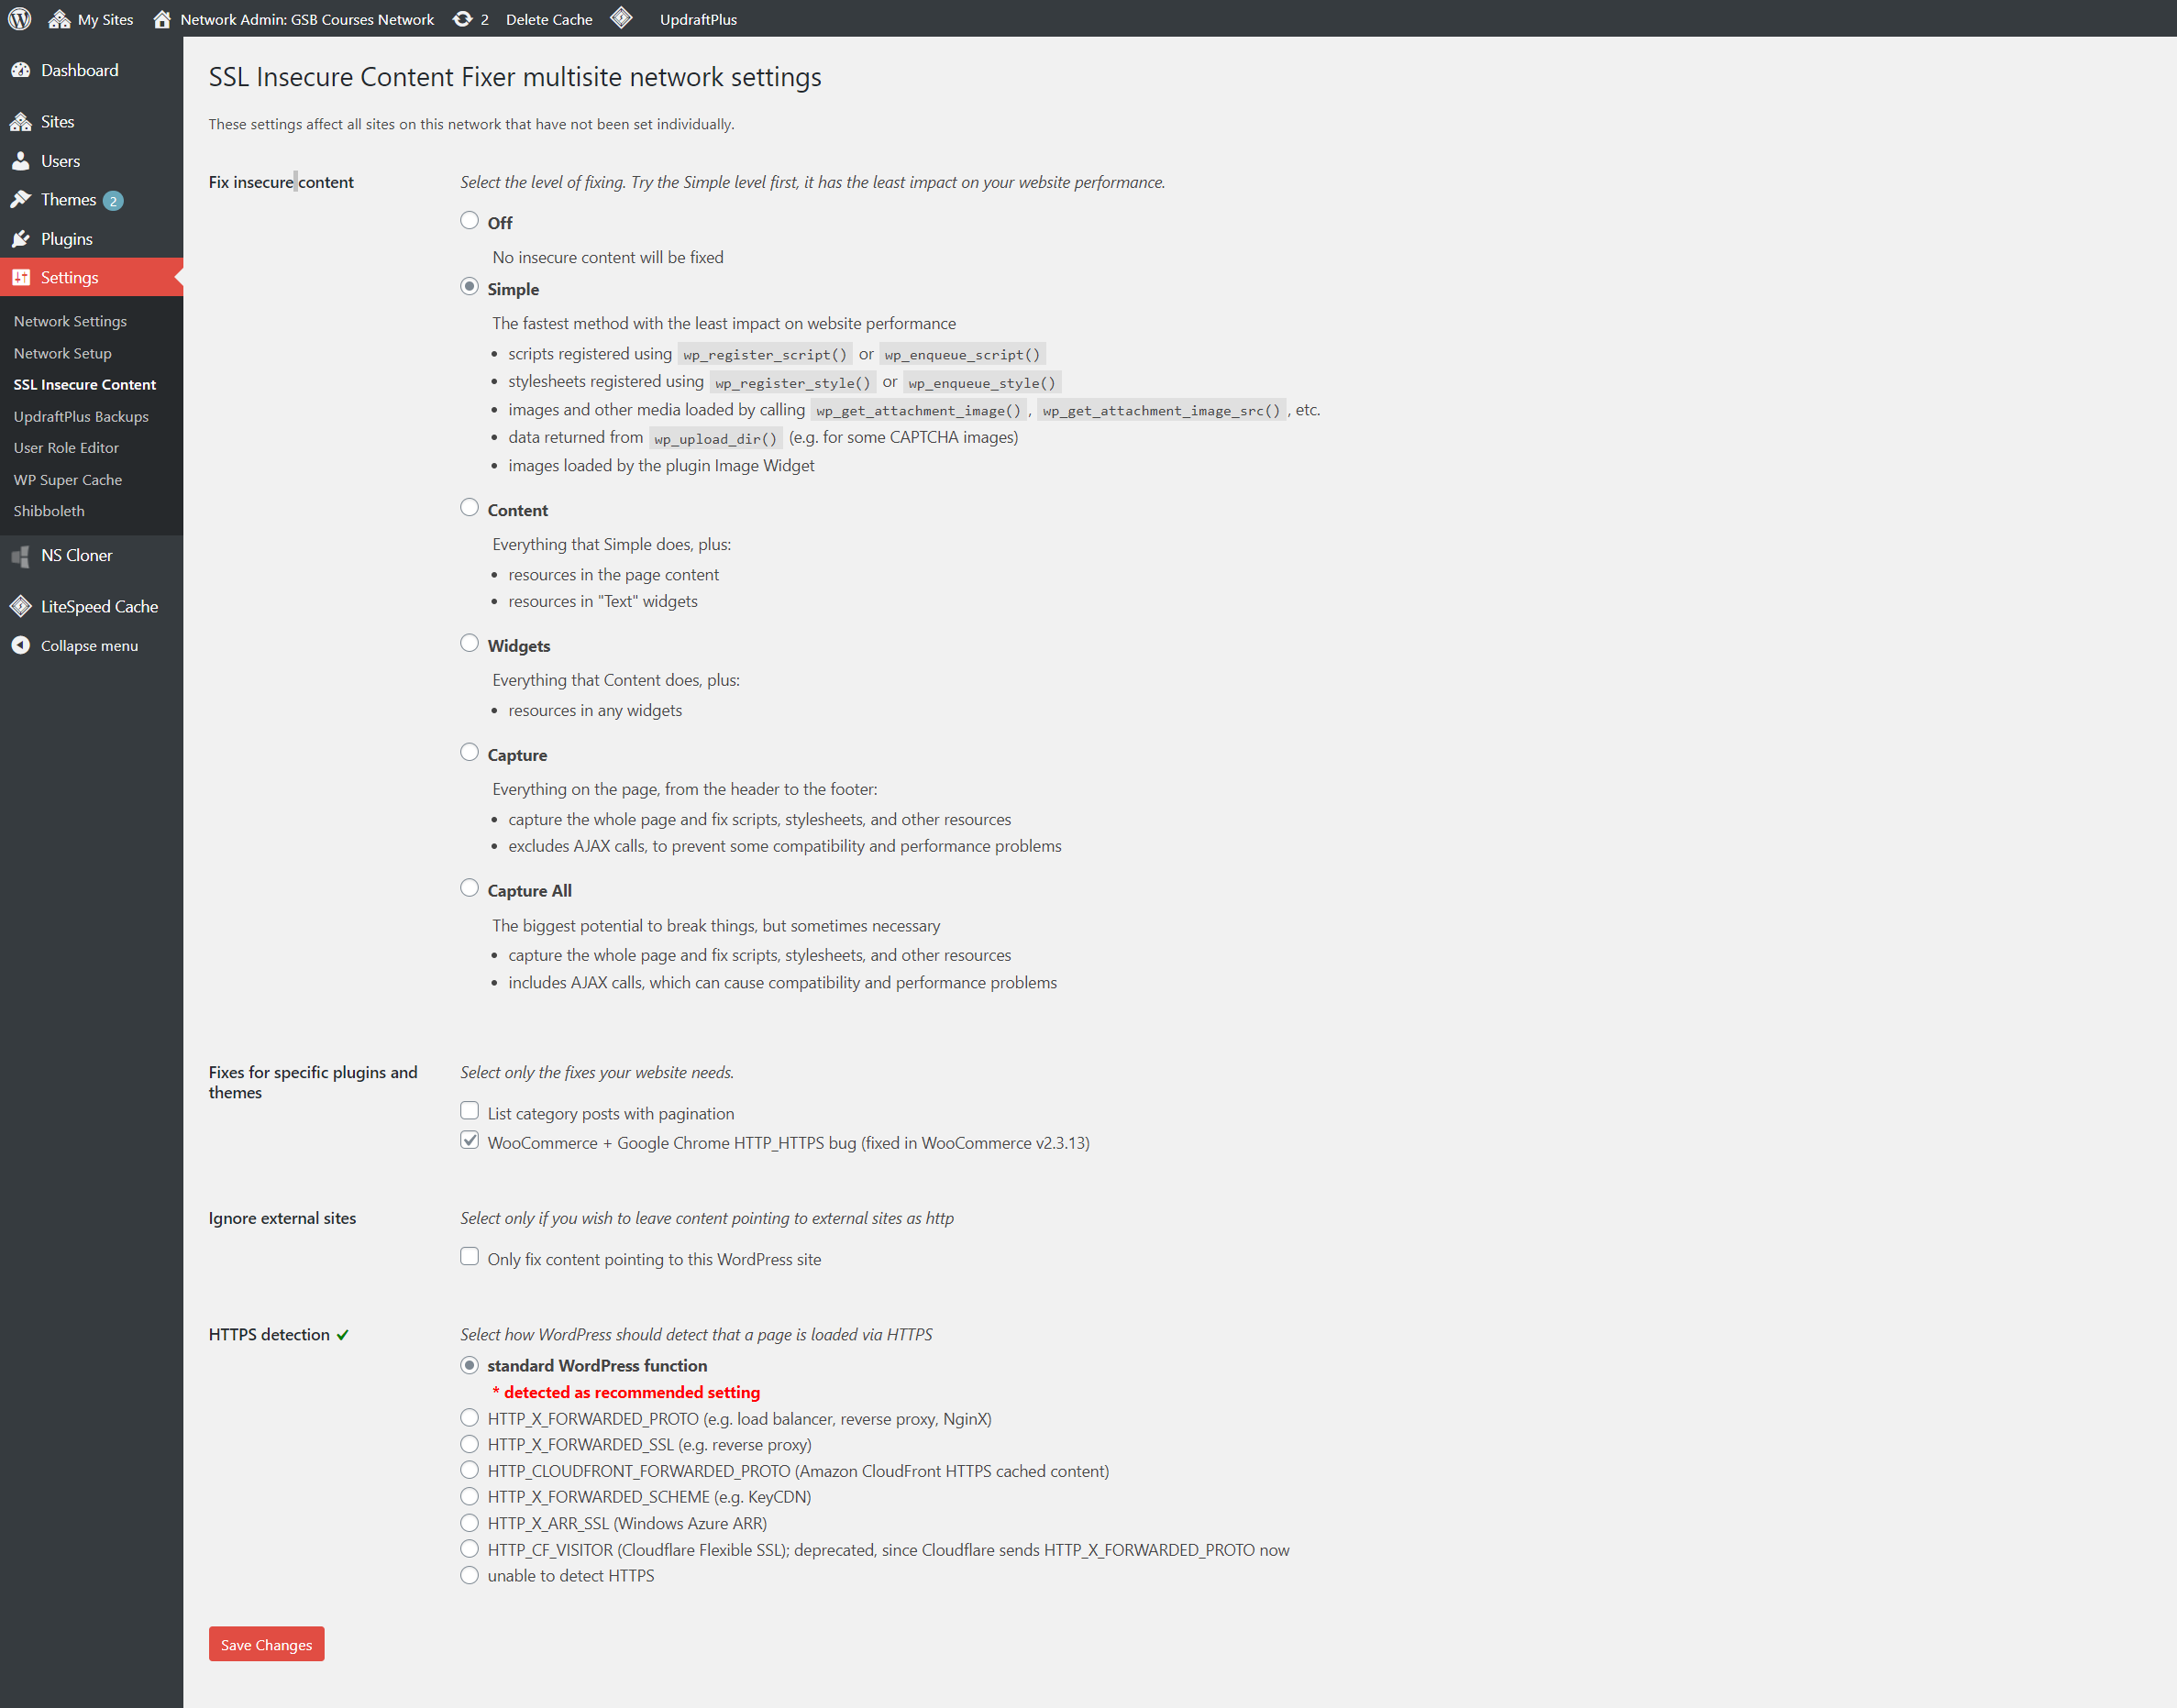 My Sites Network Admin: GSB Courses Network 2 Delete Cache UpdraftPlus
Dashboard
Sites
Users
Themes 2
Plugins
Settings
Network Settings
Network Setup
SSL Insecure Content
UpdraftPlus Backups
User Role Editor
WP Super Cache
Shibboleth
NS Cloner
LiteSpeed Cache
Collapse menu
SSL Insecure Content Fixer multisite network settings
These settings affect all sites on this network that have not been set individually.
Fix insecure content
Select the level of fixing. Try the Simple level first, it has the least impact on your website performance.
Off
No insecure content will be fixed
Simple
The fastest method with the least impact on website performance
• scripts registered using wp_register_script() or wp_enqueue_script()
• stylesheets registered using wp_register_style() or wp_enqueue_style()
• images and other media loaded by calling wp_get_attachment_image() , wp_get_attachment_image_src() , etc.
• data returned from wp_upload_dir() (e.g. for some CAPTCHA images)
• images loaded by the plugin Image Widget
Content
Everything that Simple does, plus:
• resources in the page content
• resources in "Text" widgets
Widgets
Everything that Content does, plus:
• resources in any widgets
Capture
Everything on the page, from the header to the footer:
• capture the whole page and fix scripts, stylesheets, and other resources
• excludes AJAX calls, to prevent some compatibility and performance problems
Capture All
The biggest potential to break things, but sometimes necessary
• capture the whole page and fix scripts, stylesheets, and other resources
• includes AJAX calls, which can cause compatibility and performance problems
Fixes for specific plugins and
themes
Select only the fixes your website needs.
List category posts with pagination
WooCommerce + Google Chrome HTTP_HTTPS bug (fixed in WooCommerce v2.3.13)
Ignore external sites
Select only if you wish to leave content pointing to external sites as http
Only fix content pointing to this WordPress site
HTTPS detection
Select how WordPress should detect that a page is loaded via HTTPS
standard WordPress function
* detected as recommended setting
HTTP_X_FORWARDED_PROTO (e.g. load balancer, reverse proxy, NginX)
HTTP_X_FORWARDED_SSL (e.g. reverse proxy)
HTTP_CLOUDFRONT_FORWARDED_PROTO (Amazon CloudFront HTTPS cached content)
HTTP_X_FORWARDED_SCHEME (e.g. KeyCDN)
HTTP_X_ARR_SSL (Windows Azure ARR)
HTTP_CF_VISITOR (Cloudflare Flexible SSL); deprecated, since Cloudflare sends HTTP_X_FORWARDED_PROTO now
unable to detect HTTPS
Save Changes